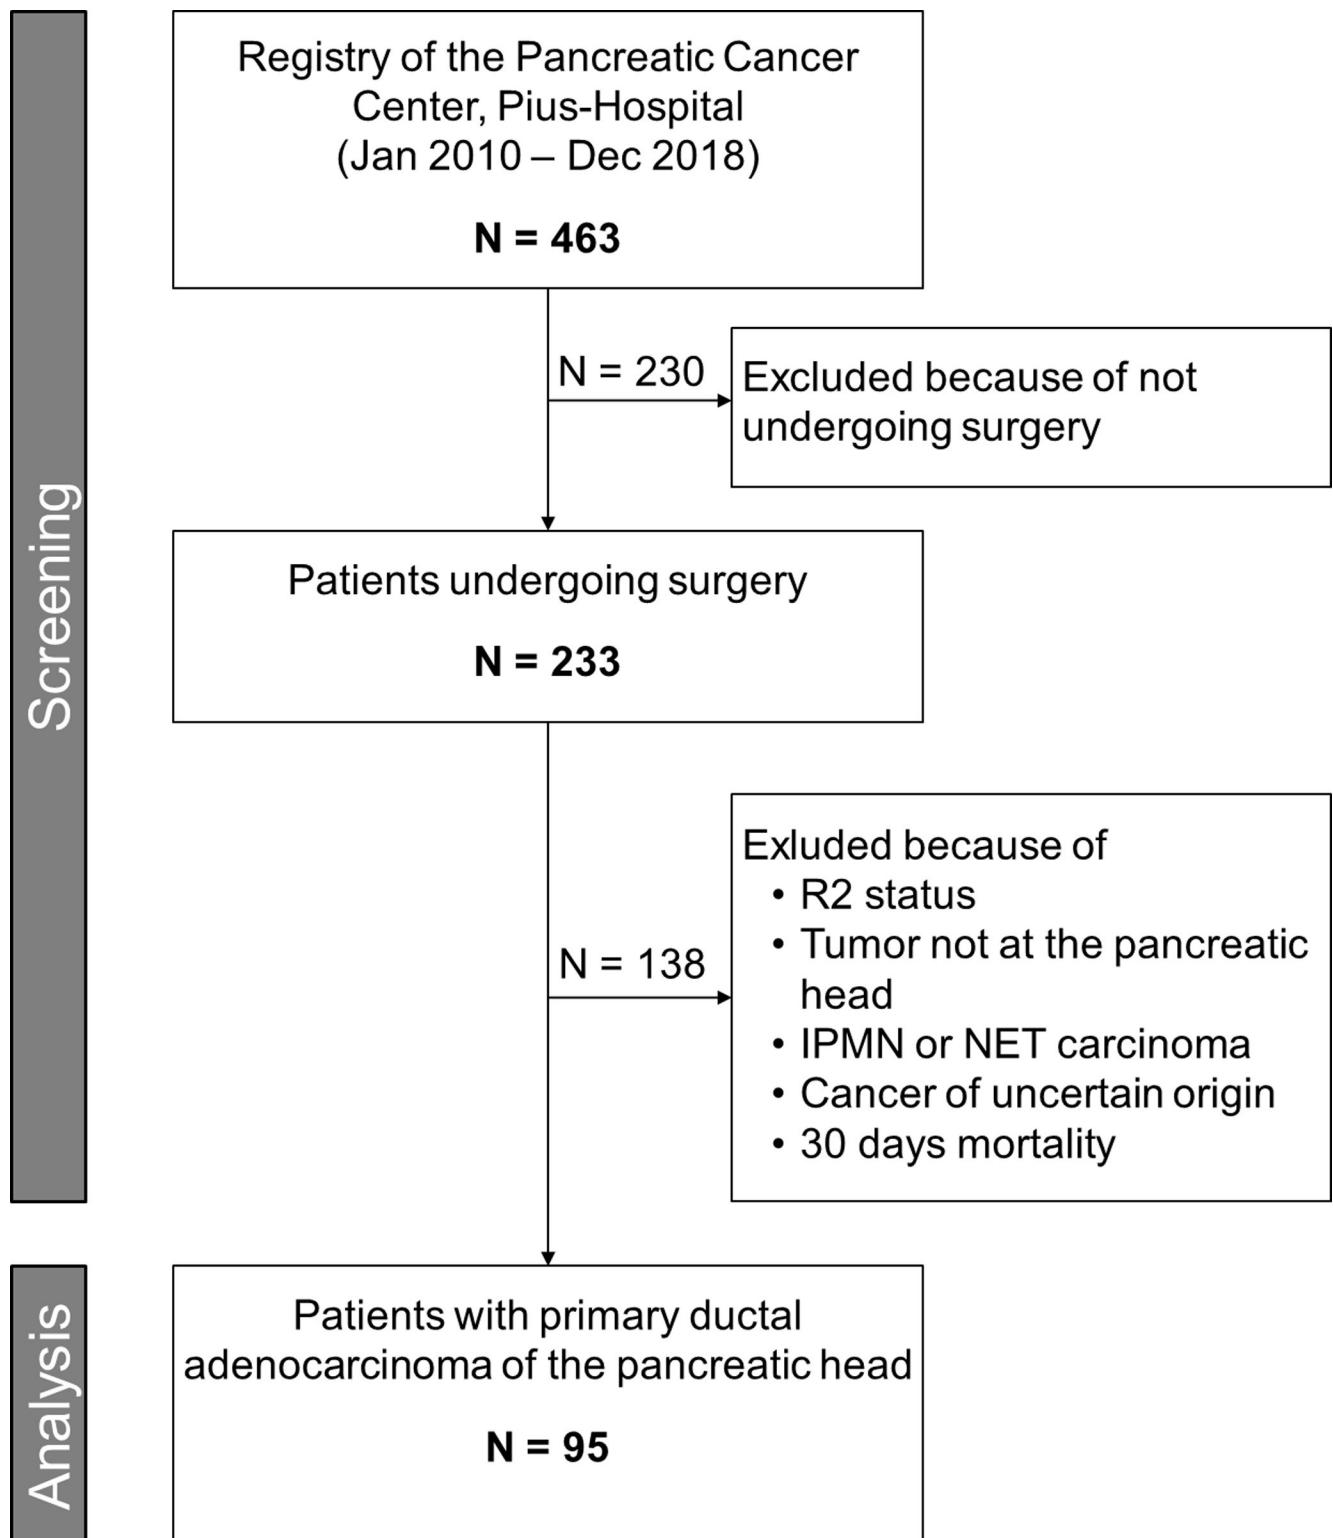 Screening
Registry of the Pancreatic Cancer
Center, Pius-Hospital
(Jan 2010 – Dec 2018)
N = 463
N = 230
Excluded because of not
undergoing surgery
Patients undergoing surgery
N = 233
N = 138
Exluded because of
• R2 status
• Tumor not at the pancreatic
head
• IPMN or NET carcinoma
• Cancer of uncertain origin
• 30 days mortality
Analysis
Patients with primary ductal
adenocarcinoma of the pancreatic head
N = 95